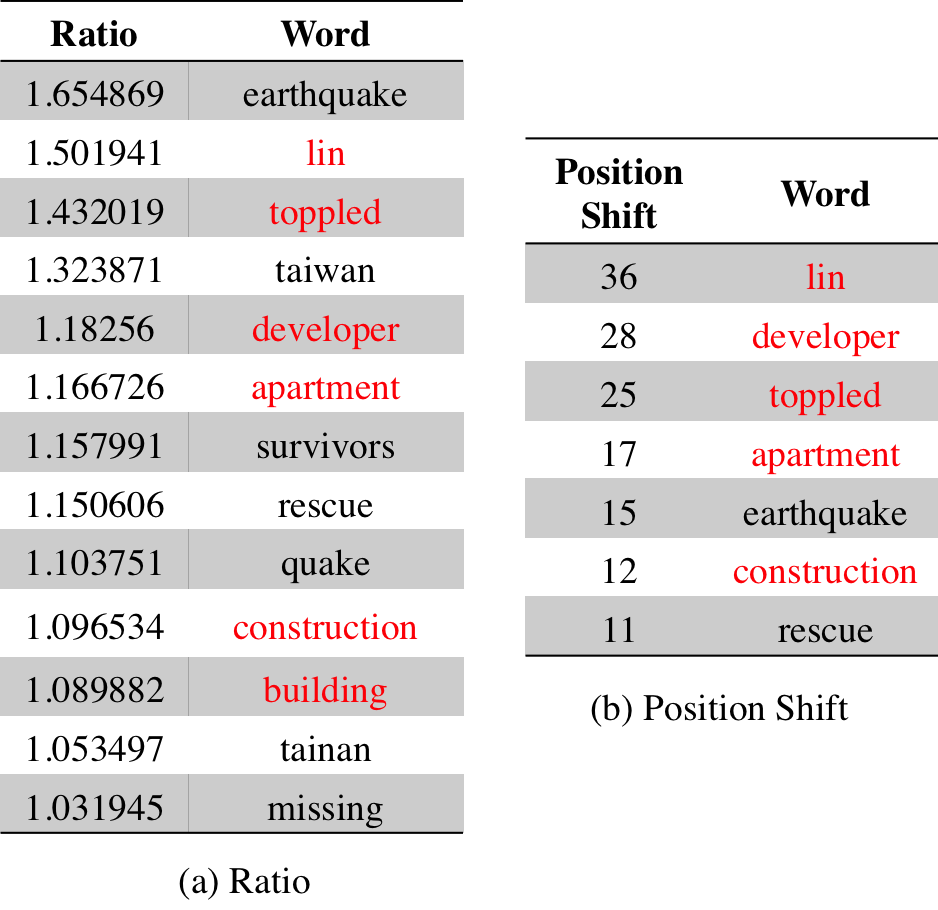 Ratio Word
1.654869 earthquake
1.501941 lin
1.432019 toppled
1.323871 taiwan
1.18256 developer
1.166726 apartment
1.157991 survivors
1.150606 rescue
1.103751 quake
1.096534 construction
1.089882 building
1.053497 tainan
1.031945 missing
(a) Ratio
Position
Shift Word
36 lin
28 developer
25 toppled
17 apartment
15 earthquake
12 construction
11 rescue
(b) Position Shift